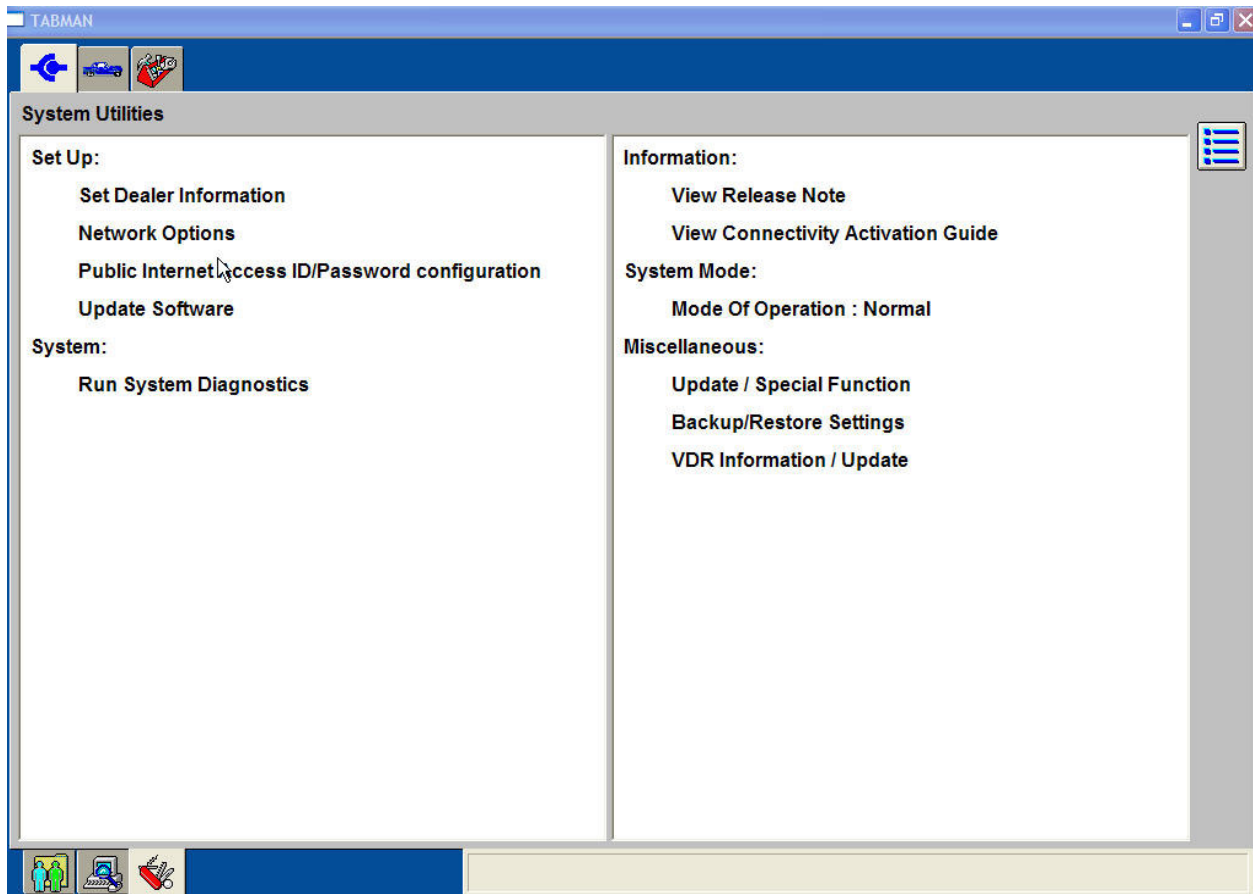 TABMAN
System Utilities
Set Up:
Set Dealer Information
Network Options
Public Internet Access ID/Password configuration
Update Software
System:
Run System Diagnostics
Information:
View Release Note
View Connectivity Activation Guide
System Mode:
Mode Of Operation : Normal
Miscellaneous:
Update / Special Function
Backup/Restore Settings
VDR Information / Update